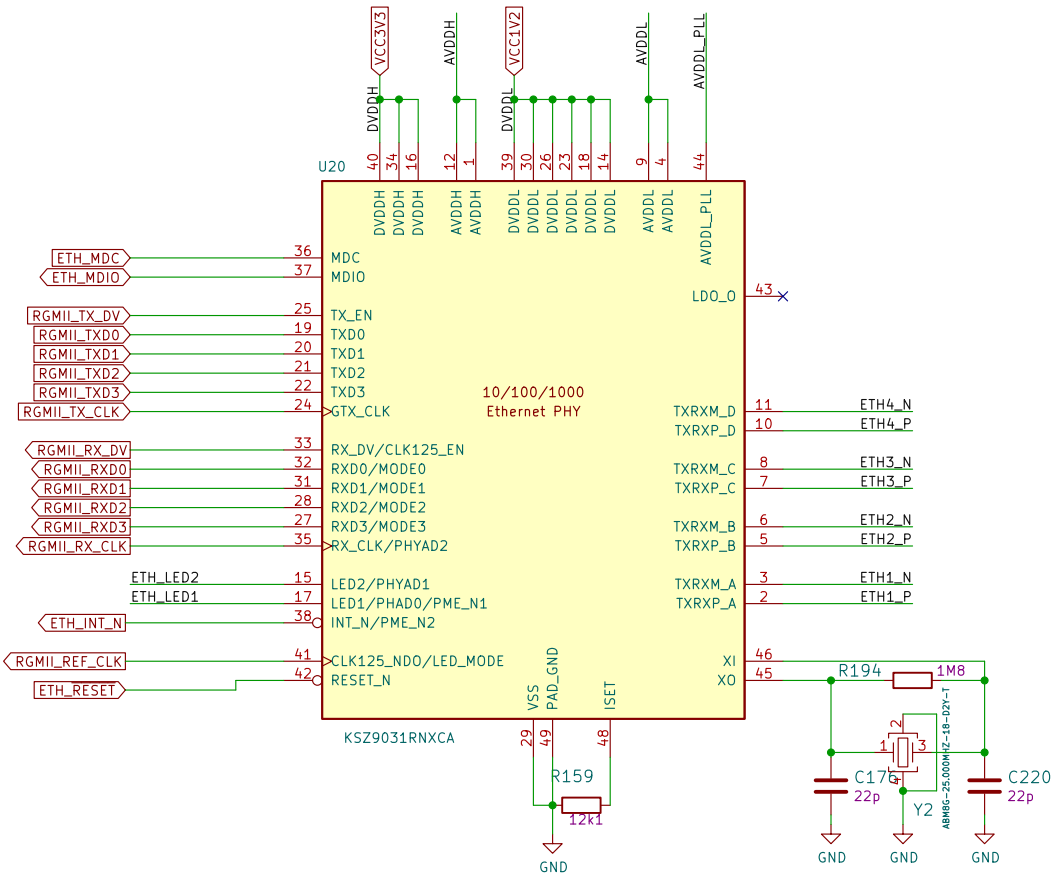 VCC3V3
AVDDH
VCC1V2
AVDDL
AVDDL_PLL
DVDDH
DVDDL
U20
40
34
16
12
1
39
30
26
23
18
14
9
4
44
DVDDH
DVDDH
DVDDH
AVDDH
AVDDH
DVDDL
DVDDL
DVDDL
DVDDL
DVDDL
DVDDL
AVDDL
AVDDL
AVDDL_PLL
ETH_MDC 36 MDC
ETH_MDIO 37 MDIO
LDO_O 43
RGMII_TX_DV 25 TX_EN
RGMII_TXD0 19 TXD0
RGMII_TXD1 20 TXD1
RGMII_TXD2 21 TXD2
RGMII_TXD3 22 TXD3
RGMII_TX_CLK 24 GTX_CLK
10/100/1000
Ethernet PHY
TXRXM_D 11 ETH4_N
TXRXP_D 10 ETH4_P
RGMII_RX_DV 33 RX_DV/CLK125_EN
RGMII_RXD0 32 RXD0/MODE0
RGMII_RXD1 31 RXD1/MODE1
RGMII_RXD2 28 RXD2/MODE2
RGMII_RXD3 27 RXD3/MODE3
RGMII_RX_CLK 35 RX_CLK/PHYAD2
TXRXM_C 8 ETH3_N
TXRXP_C 7 ETH3_P
TXRXM_B 6 ETH2_N
TXRXP_B 5 ETH2_P
ETH_LED2 15 LED2/PHYAD1
ETH_LED1 17 LED1/PHAD0/PME_N1
ETH_INT_N 38 INT_N/PME_N2
TXRXM_A 3 ETH1_N
TXRXP_A 2 ETH1_P
RGMII_REF_CLK 41 CLK125_NDO/LED_MODE
ETH_RESET 42 RESET_N
XI 46
XO 45
R194 1M8
VSS
PAD_GND
ISET
KSZ9031RNXCA
29
49
48
R159
12k1
GND
1
2
3
4
Y2
ABM8G-25.000MHZ-18-D2Y-T
C176
22p
C220
22p
GND
GND
GND